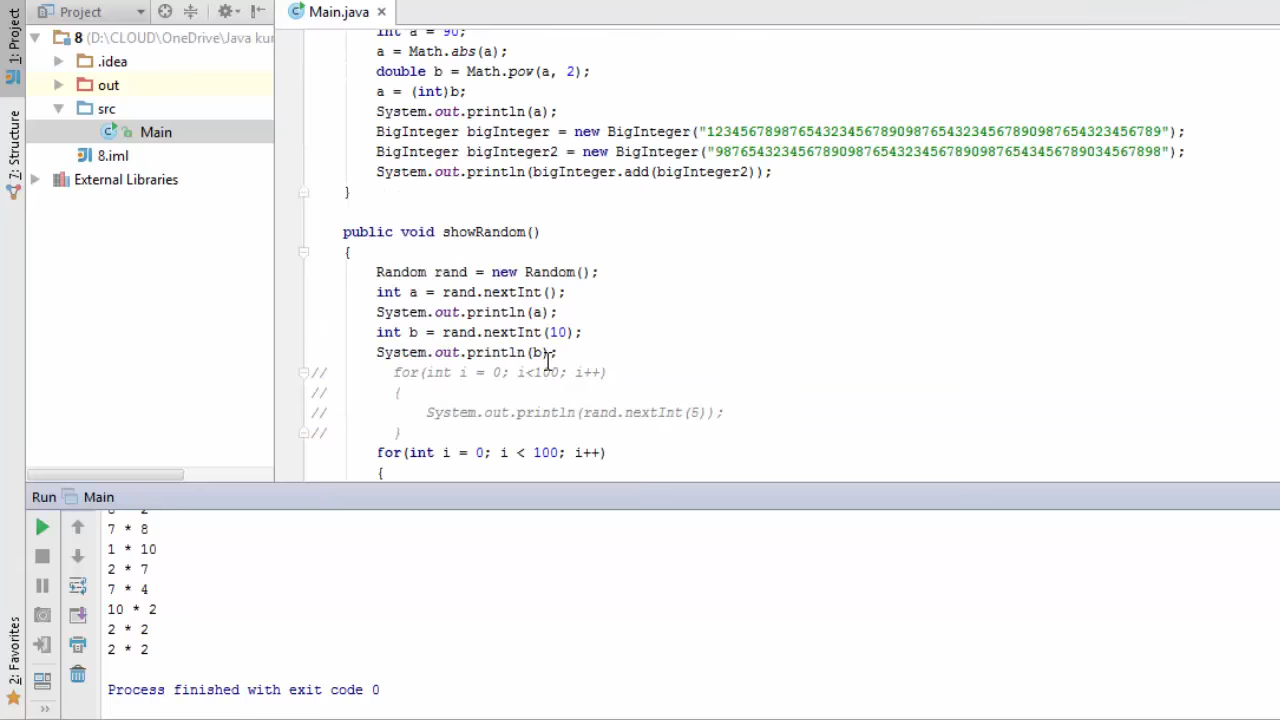 1: Project
7: Structure
2: Favorites
Project
8 (D:\CLOUD\OneDrive\Java kur
.idea
out
src
Main
8.iml
External Libraries
Main.java
int a = 90;
a = Math.abs(a);
double b = Math.pow(a, 2);
a = (int)b;
System.out.println(a);
BigInteger bigInteger = new BigInteger("1234567898765432345678909876543234567890987654323456789");
BigInteger bigInteger2 = new BigInteger("987654323456789098765432345678909876543456789034567898");
System.out.println(bigInteger.add(bigInteger2));
}
public void showRandom()
{
Random rand = new Random();
int a = rand.nextInt();
System.out.println(a);
int b = rand.nextInt(10);
System.out.println(b);
// for(int i = 0; i<100; i++)
// {
// System.out.println(rand.nextInt(5));
// }
for(int i = 0; i < 100; i++)
{
Run Main
7 * 8
1 * 10
2 * 7
7 * 4
10 * 2
2 * 2
2 * 2
Process finished with exit code 0